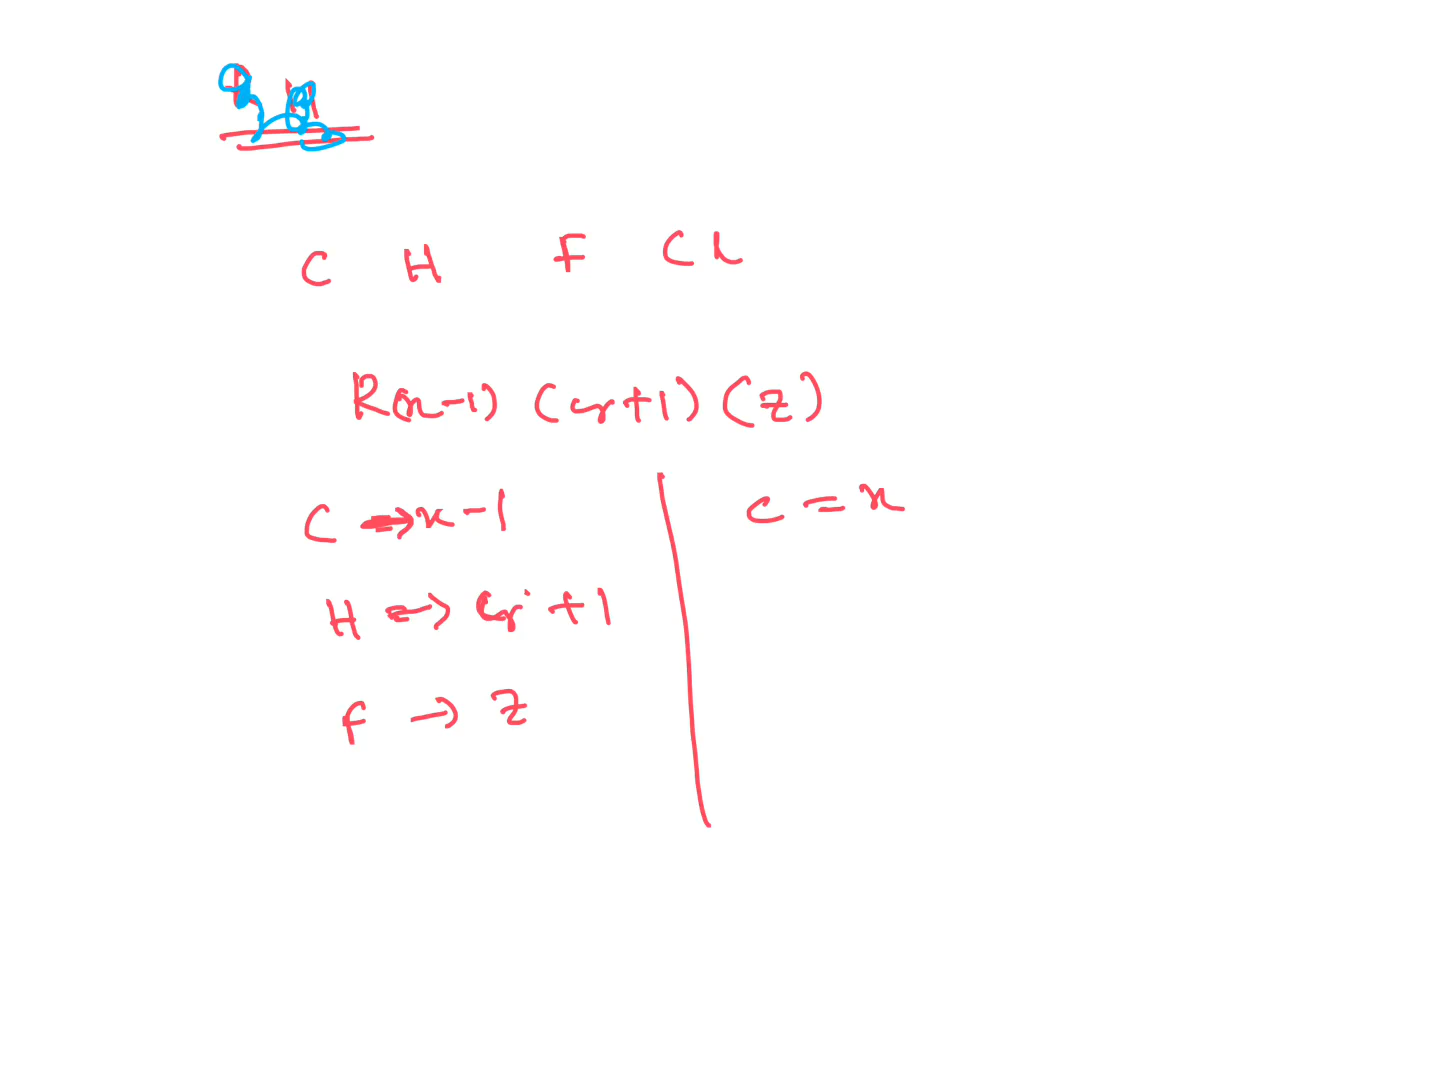 C H F Cl
R(x-1) (y+1) (z)
C → x-1
H → y+1
F → z
C = x